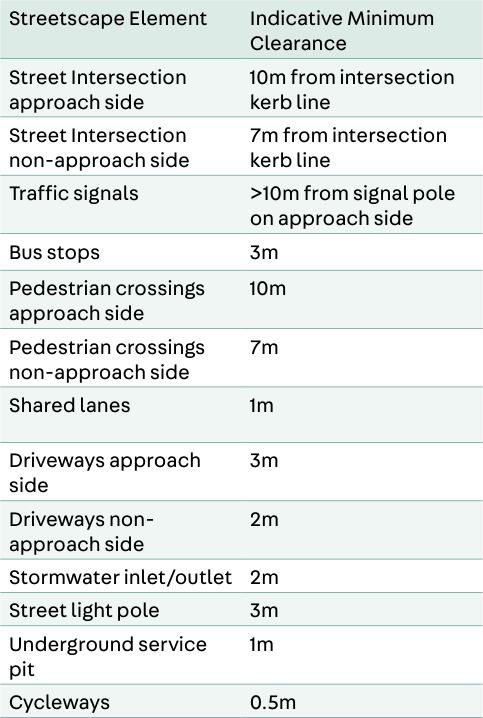 Streetscape Element
Indicative Minimum
Clearance
Street Intersection
approach side
10m from intersection
kerb line
Street Intersection
non-approach side
7m from intersection
kerb line
Traffic signals
>10m from signal pole
on approach side
Bus stops
3m
Pedestrian crossings
approach side
10m
Pedestrian crossings
non-approach side
7m
Shared lanes
1m
Driveways approach
side
3m
Driveways non-
approach side
2m
Stormwater inlet/outlet
2m
Street light pole
3m
Underground service
pit
1m
Cycleways
0.5m